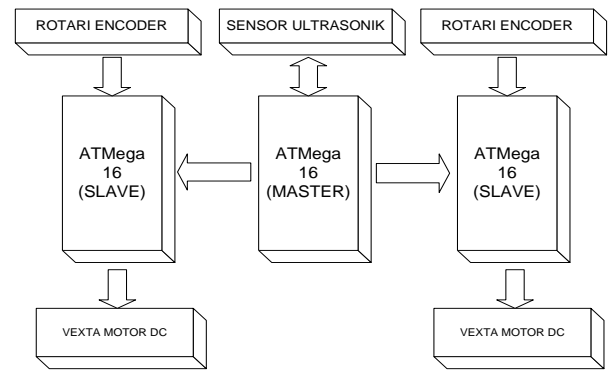 ROTARI ENCODER
SENSOR ULTRASONIK
ROTARI ENCODER
ATMega
16
(SLAVE)
ATMega
16
(MASTER)
ATMega
16
(SLAVE)
VEXTA MOTOR DC
VEXTA MOTOR DC